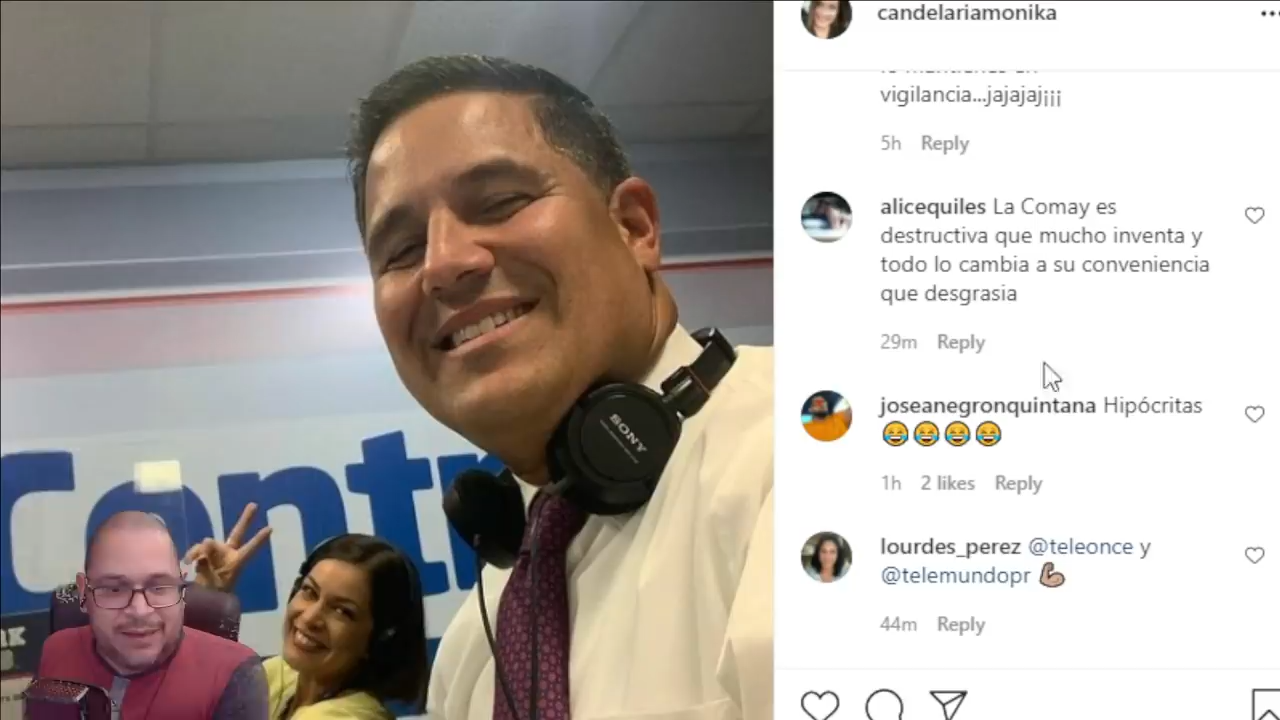 candelariamonika
vigilancia...jajajaj¡¡¡
5h Reply
alicequiles La Comay es
destructiva que mucho inventa y
todo lo cambia a su conveniencia
que desgrasia
29m Reply
joseanegronquintana Hipócritas
😂😂😂😂
1h 2 likes Reply
lourdes_perez @teleonce y
@telemundopr 💪🏼
44m Reply
SONY
Contr